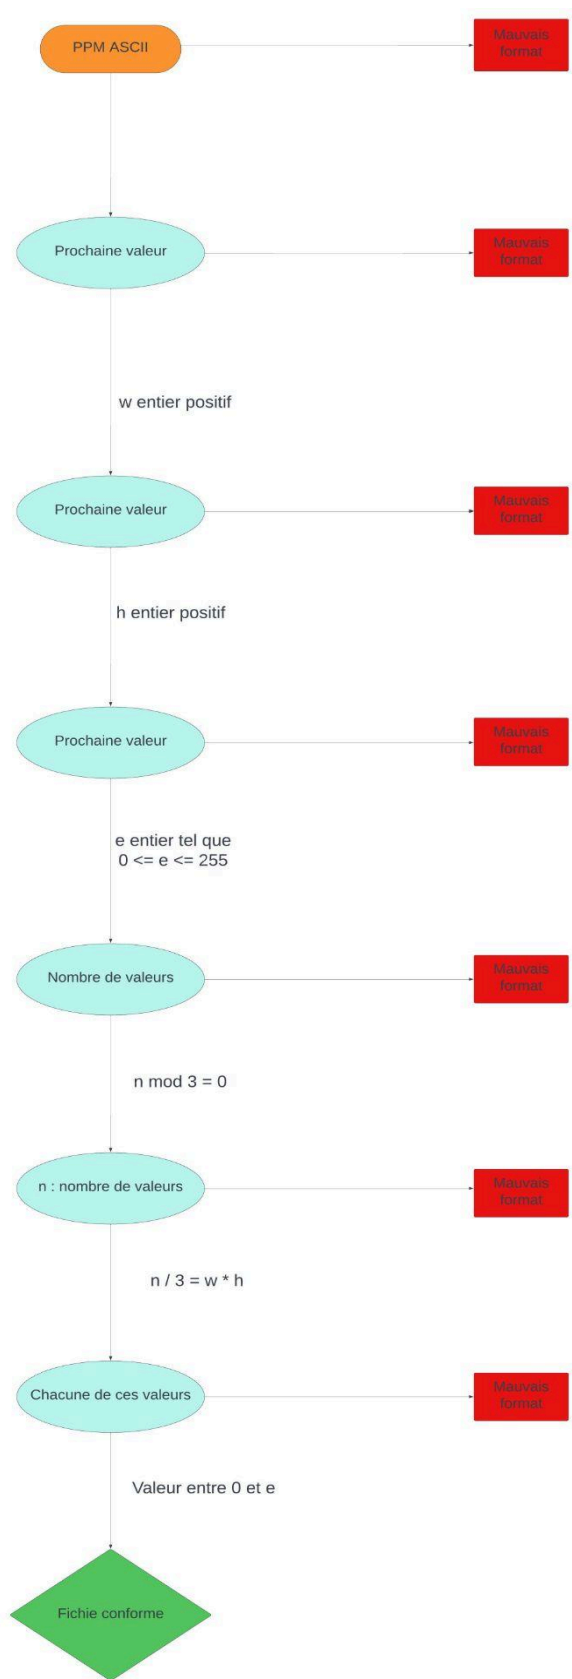 PPM ASCII
Mauvais
format
Prochaine valeur
Mauvais
format
w entier positif
Prochaine valeur
Mauvais
format
h entier positif
Prochaine valeur
Mauvais
format
e entier tel que
0 <= e <= 255
Nombre de valeurs
Mauvais
format
n mod 3 = 0
n : nombre de valeurs
Mauvais
format
n / 3 = w * h
Chacune de ces valeurs
Mauvais
format
Valeur entre 0 et e
Fichie conforme